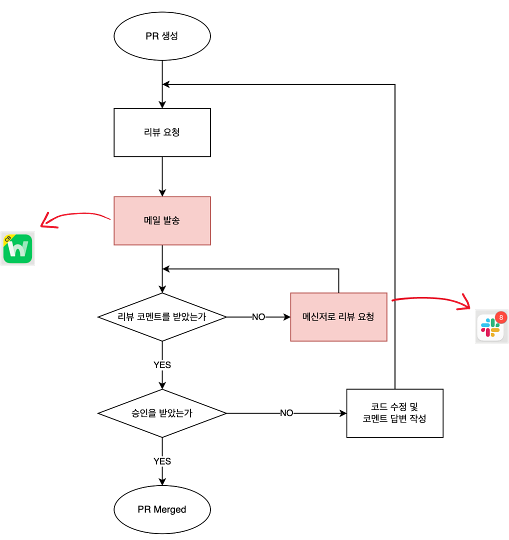 PR 생성
리뷰 요청
메일 발송
리뷰 코멘트를 받았는가
NO
메신저로 리뷰 요청
8
YES
승인을 받았는가
NO
코드 수정 및
코멘트 답변 작성
YES
PR Merged